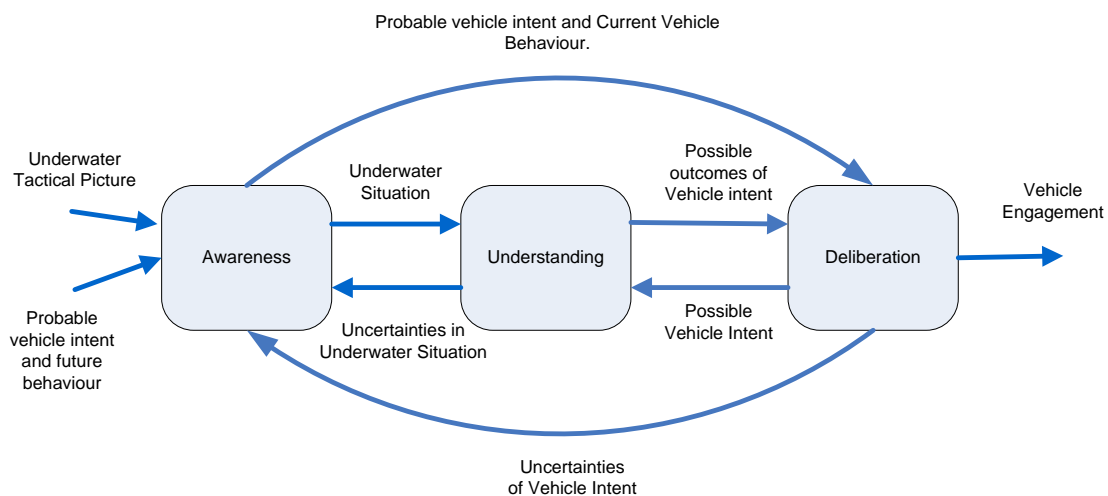 Probable vehicle intent and Current Vehicle
Behaviour.
Underwater
Tactical Picture
Underwater
Situation
Possible
outcomes of
Vehicle intent
Vehicle
Engagement
Awareness
Understanding
Deliberation
Probable
vehicle intent
and future
behaviour
Uncertainties in
Underwater Situation
Possible
Vehicle Intent
Uncertainties
of Vehicle Intent